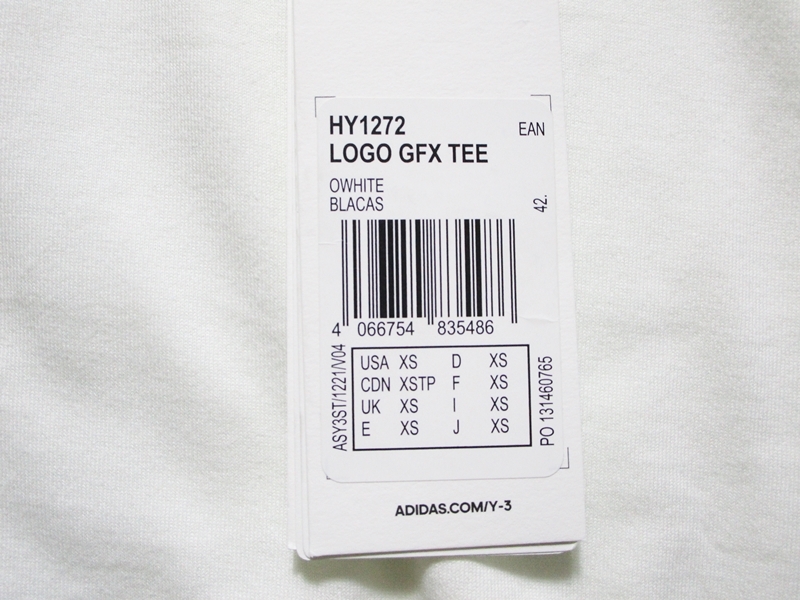 HY1272
EAN
LOGO GFX TEE
OWHITE
BLACAS
42.
4 066754 835486
ASY3ST/1221/V04
USA XS D XS
CDN XSTP F XS
UK XS I XS
E XS J XS
PO 131460765
ADIDAS.COM/Y-3